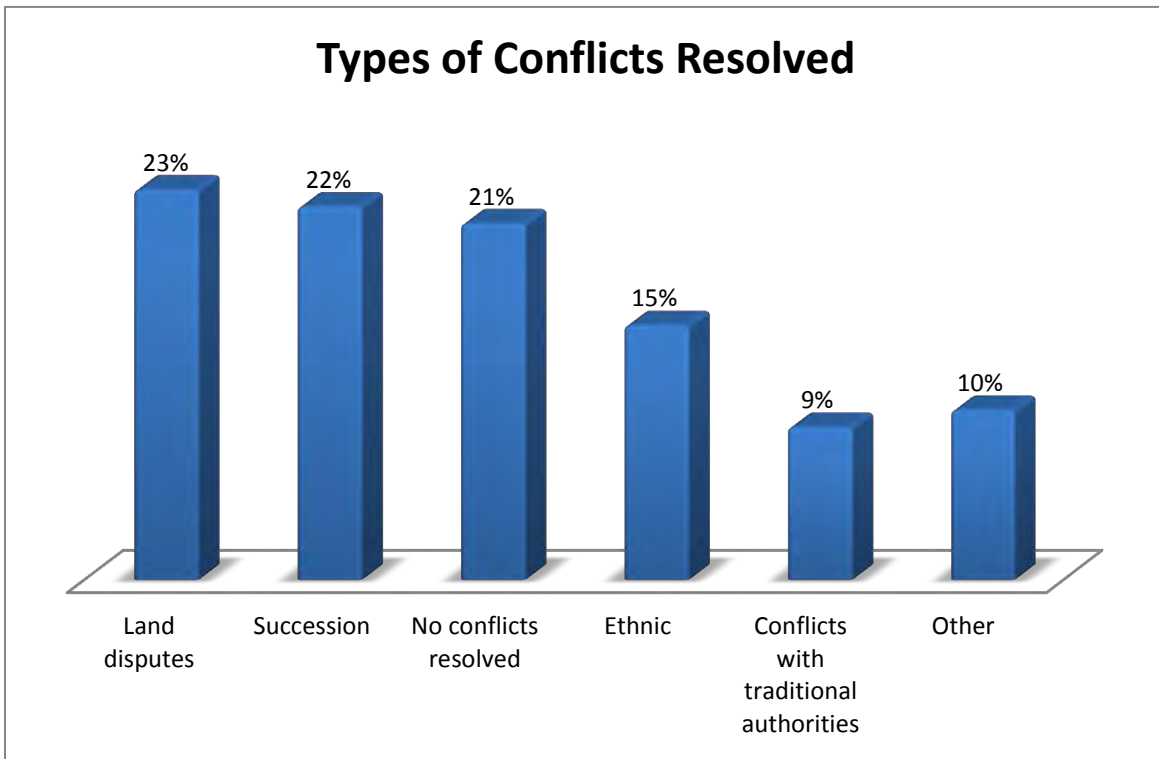 Types of Conflicts Resolved
23%
22%
21%
15%
9%
10%
Land
disputes
Succession
No conflicts
resolved
Ethnic
Conflicts
with
traditional
authorities
Other